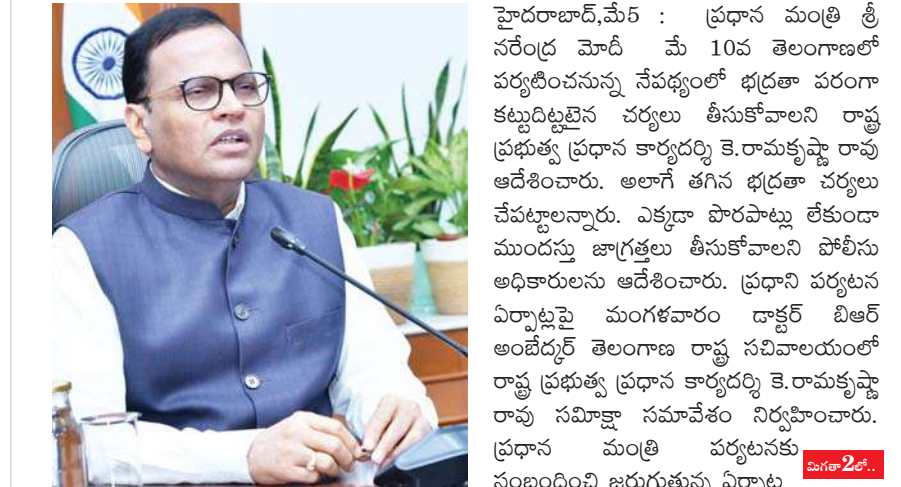 హైదరాబాద్,మే5 : ప్రధాన మంత్రి శ్రీ
నరేంద్ర మోదీ మే 10వ తెలంగాణలో
పర్యటించనున్న నేపథ్యంలో భద్రతా పరంగా
కట్టుదిట్టటైన చర్యలు తీసుకోవాలని రాష్ట్ర
ప్రభుత్వ ప్రధాన కార్యదర్శి కె.రామకృష్ణా రావు
ఆదేశించారు. అలాగే తగిన భద్రతా చర్యలు
చేపట్టాలన్నారు. ఎక్కడా పొరపాట్లు లేకుండా
ముందస్తు జాగ్రత్తలు తీసుకోవాలని పోలీసు
అధికారులను ఆదేశించారు. ప్రధాని పర్యటన
ఏర్పాట్లపై మంగళవారం డాక్టర్ బిఆర్
అంబేద్కర్ తెలంగాణ రాష్ట్ర సచివాలయంలో
రాష్ట్ర ప్రభుత్వ ప్రధాన కార్యదర్శి కె.రామకృష్ణా
రావు సమీక్షా సమావేశం నిర్వహించారు.
ప్రధాన మంత్రి పర్యటనకు
సంబంధించి జరుగుతున్న ఏర్పాట్ల
మిగతా2లో..